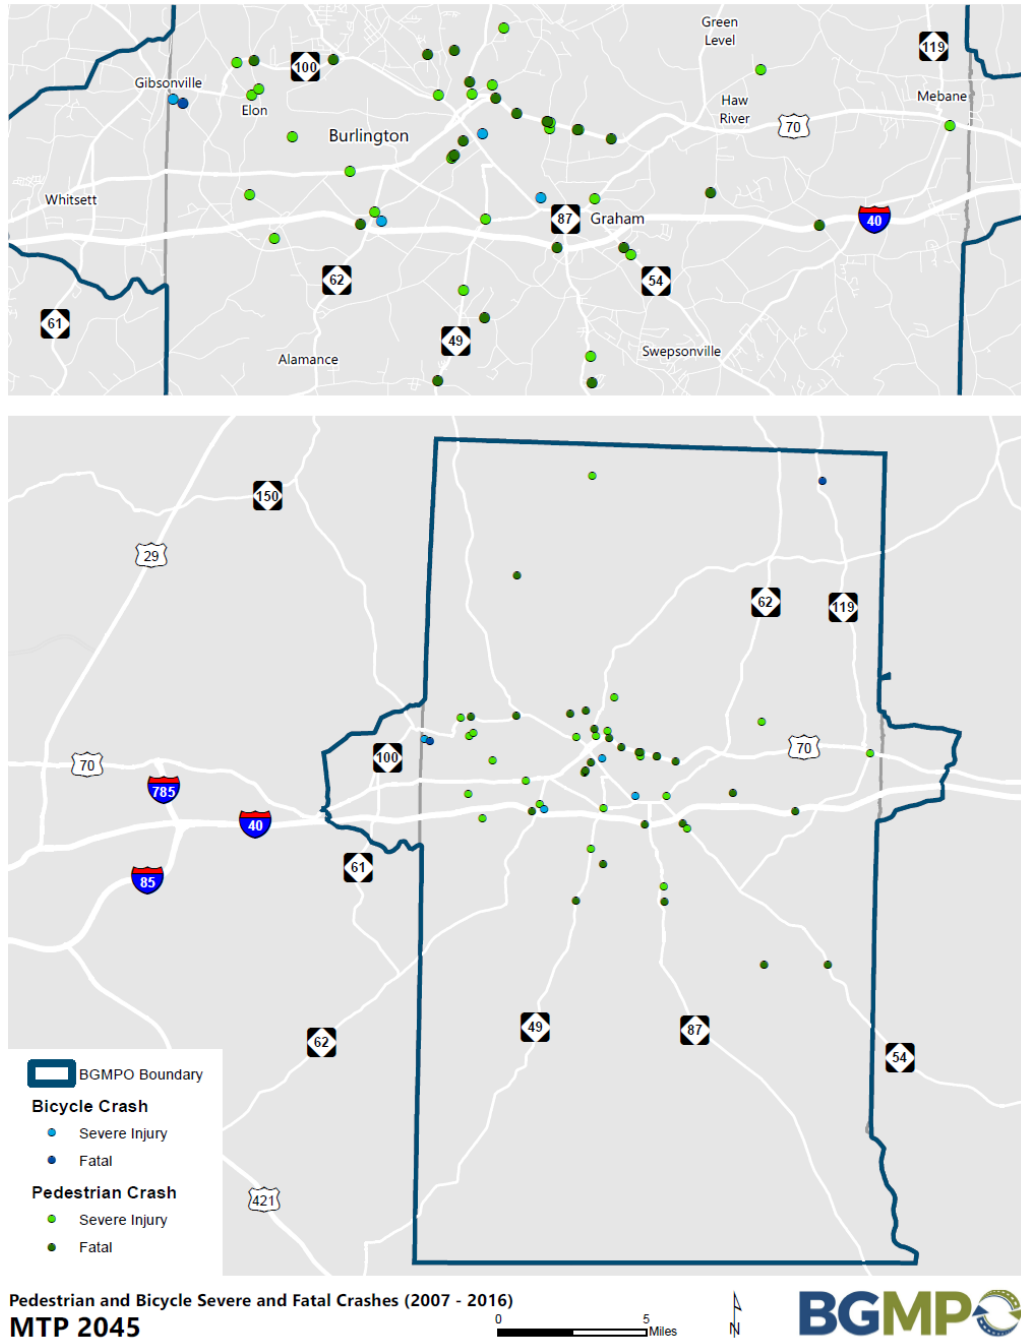 Green
Level
119
100
Gibsonville
Elon
Haw
River
Mebane
70
Burlington
Whitsett
87
Graham
40
62
54
61
49
Swepsonville
Alamance
150
29
62
119
100
70
70
785
40
61
85
49
87
62
54
BGMPO Boundary
Bicycle Crash
Severe Injury
Fatal
Pedestrian Crash
Severe Injury
Fatal
421
Pedestrian and Bicycle Severe and Fatal Crashes (2007 - 2016)
MTP 2045
0 5
Miles
N
BGMPO